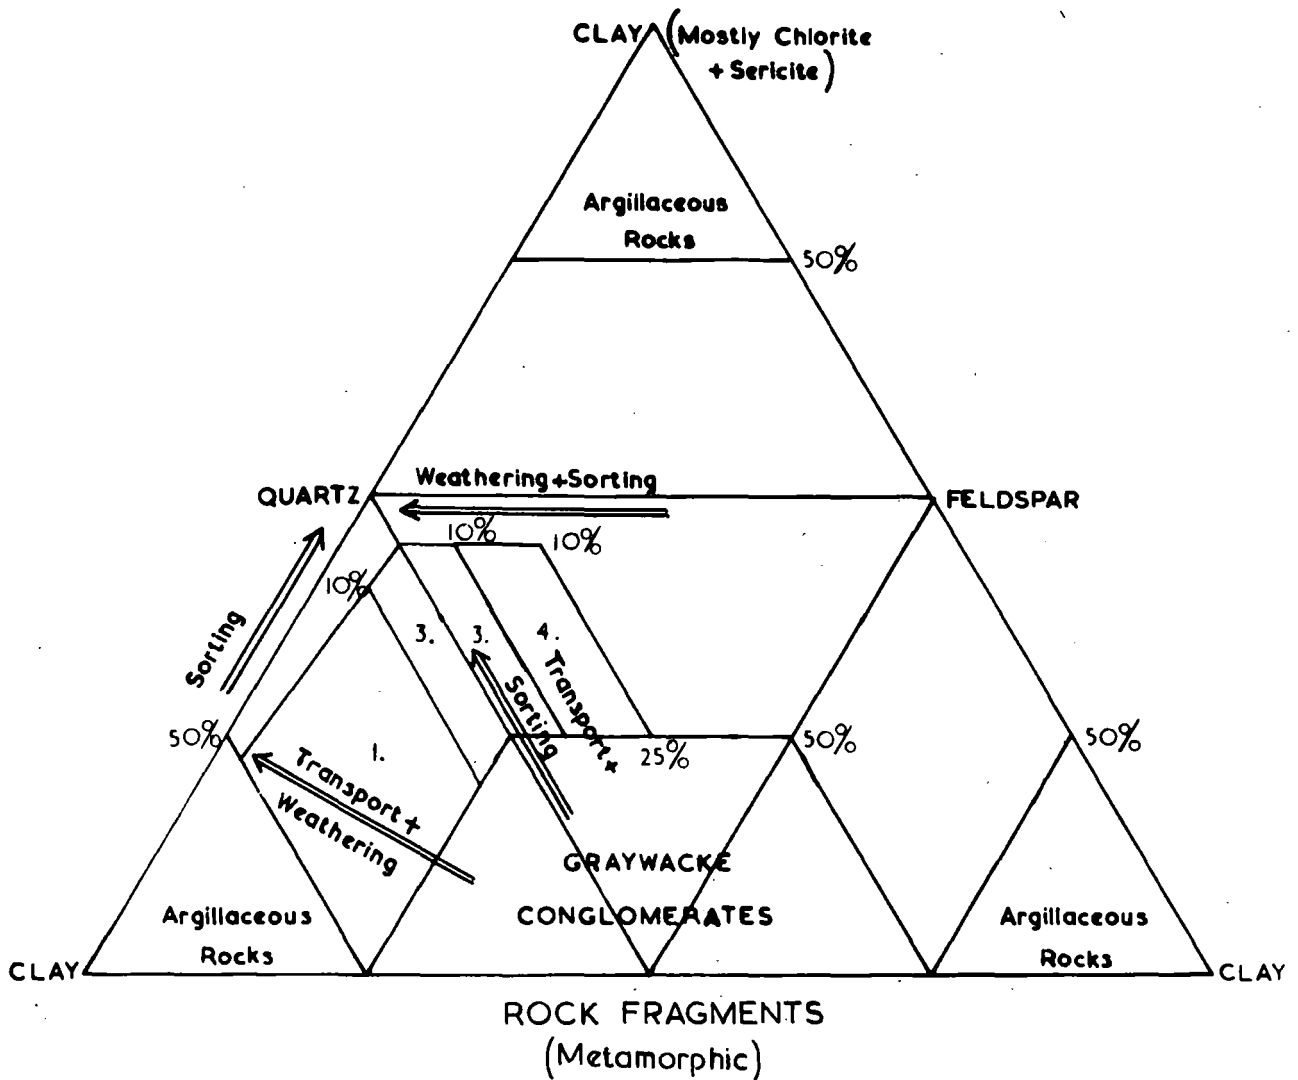 CLAY (Mostly Chlorite
+ Sericite)
Argillaceous
Rocks
50%
Weathering+Sorting
QUARTZ
FELDSPAR
10%
10%
10%
Sorting
3.
3.
4.
Transport+
Sorting
50%
1.
25%
50%
50%
Transport+
Weathering
GRAYWACKE
CONGLOMERATES
Argillaceous
Rocks
Argillaceous
Rocks
CLAY
CLAY
ROCK FRAGMENTS
(Metamorphic)